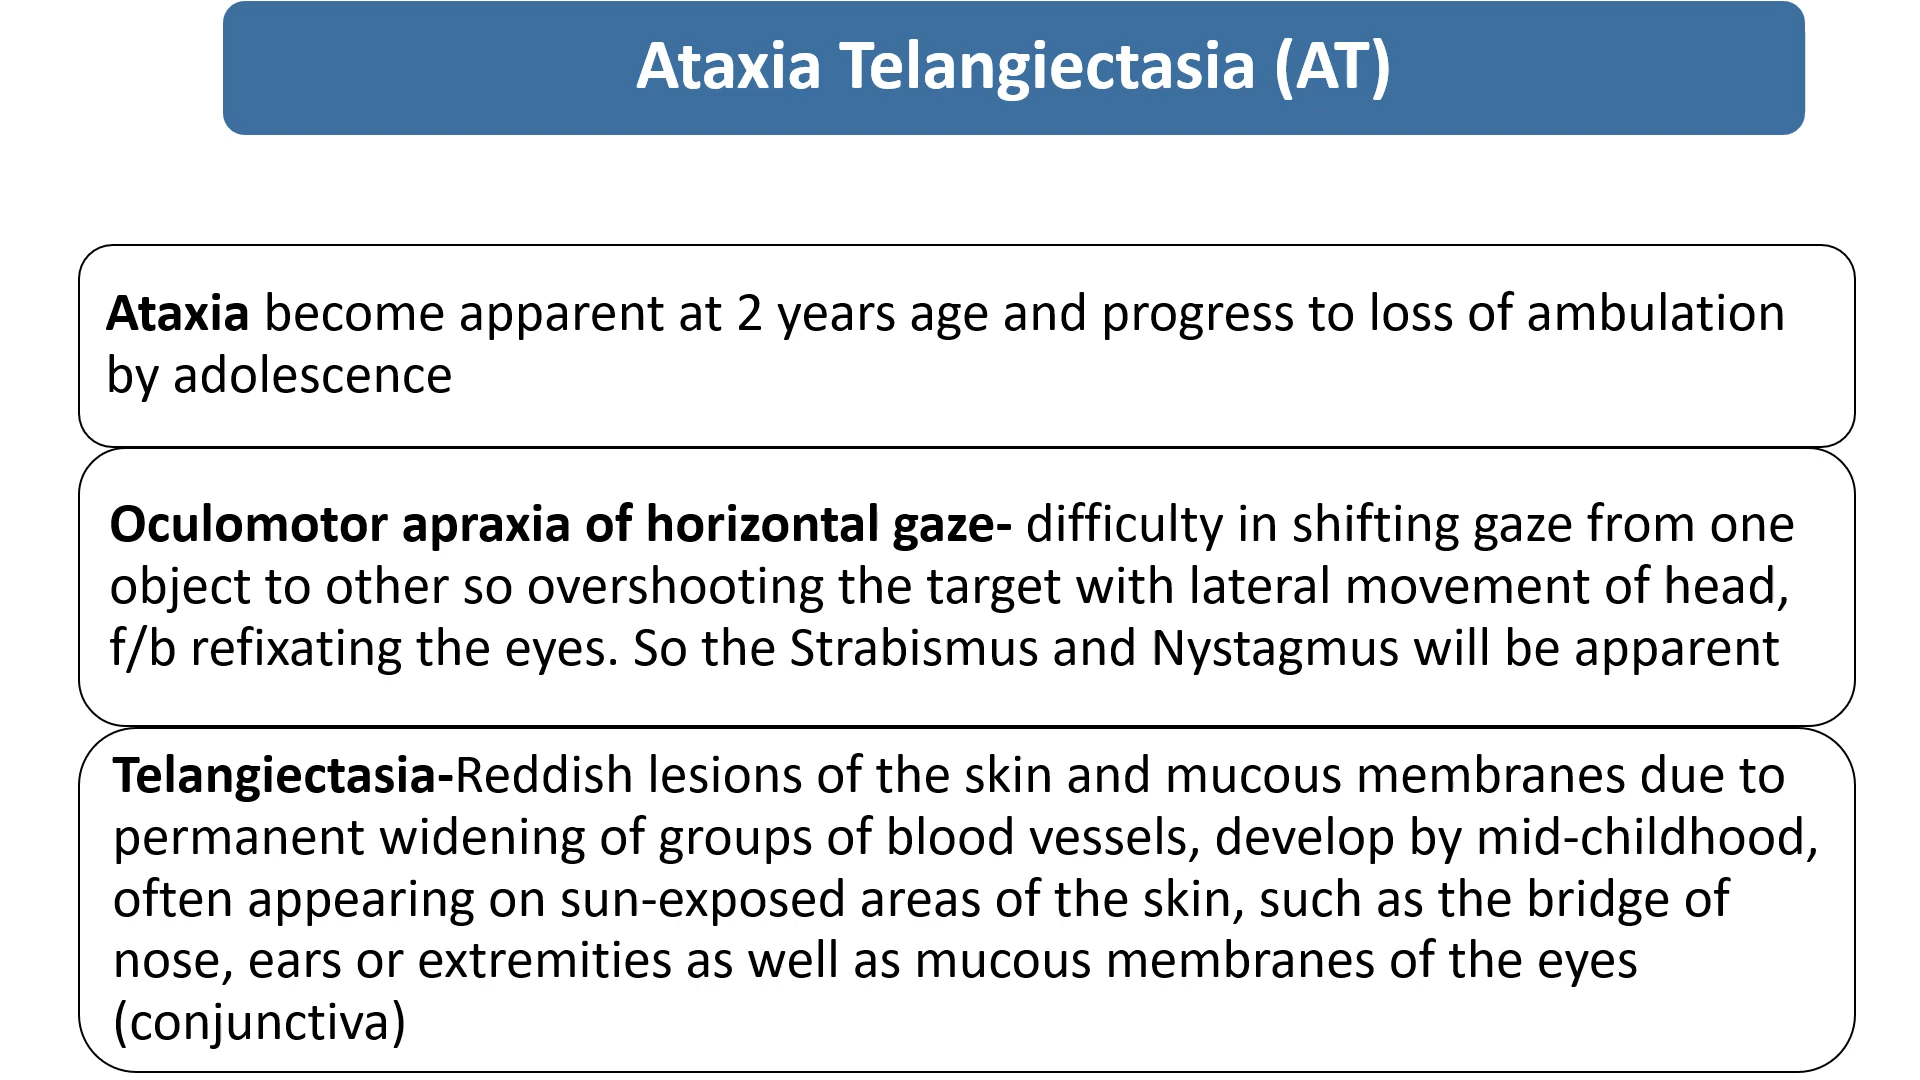 Ataxia Telangiectasia (AT)
Ataxia become apparent at 2 years age and progress to loss of ambulation
by adolescence
Oculomotor apraxia of horizontal gaze- difficulty in shifting gaze from one
object to other so overshooting the target with lateral movement of head,
f/b refixating the eyes. So the Strabismus and Nystagmus will be apparent
Telangiectasia-Reddish lesions of the skin and mucous membranes due to
permanent widening of groups of blood vessels, develop by mid-childhood,
often appearing on sun-exposed areas of the skin, such as the bridge of
nose, ears or extremities as well as mucous membranes of the eyes
(conjunctiva)